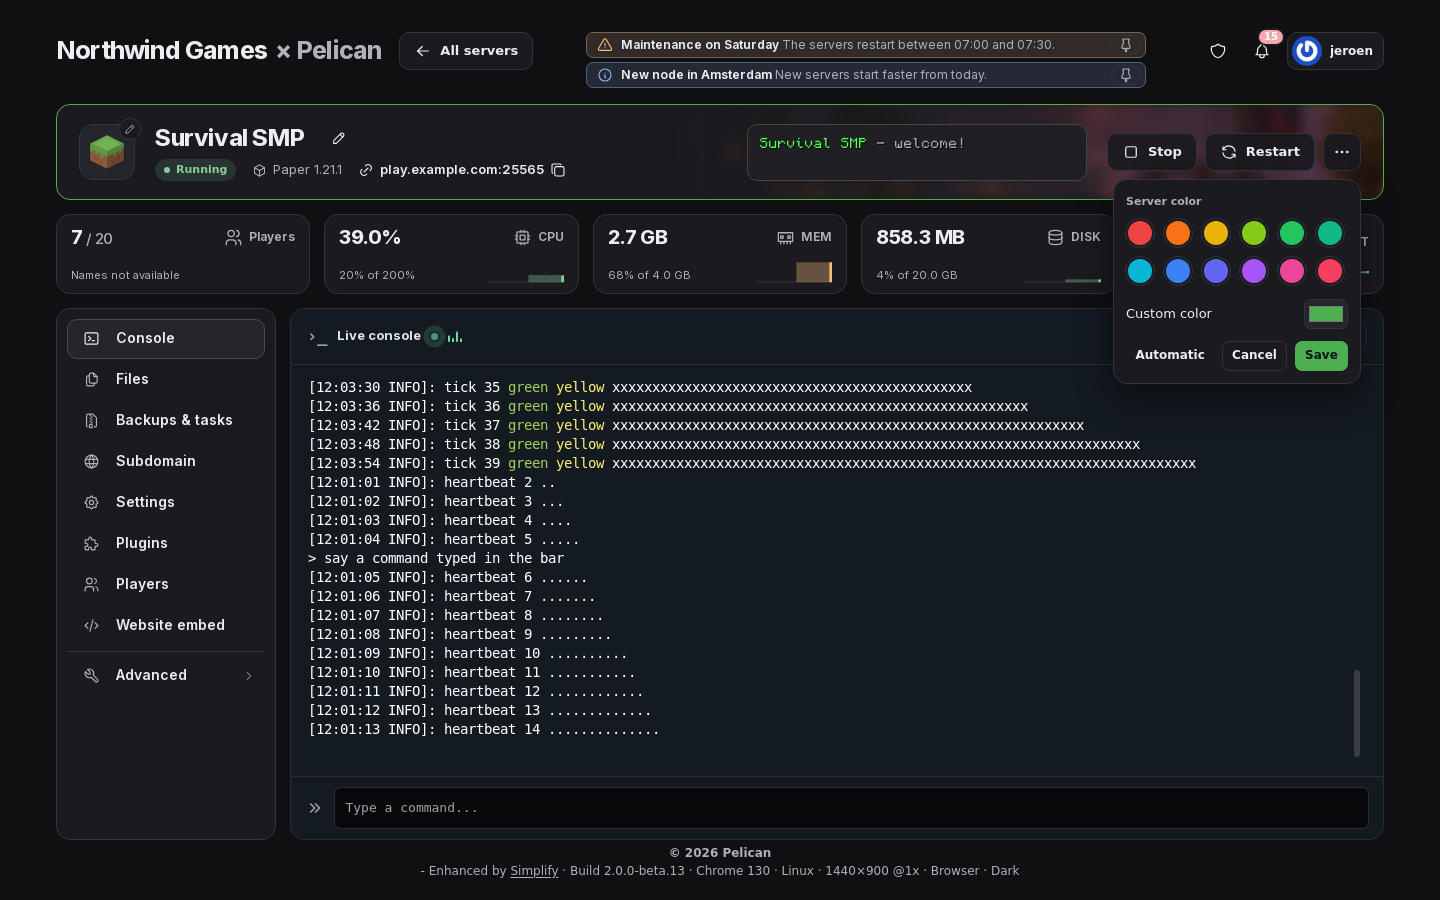 Northwind Games × Pelican
All servers
Maintenance on Saturday The servers restart between 07:00 and 07:30.
New node in Amsterdam New servers start faster from today.
15
jeroen
Survival SMP
Running
Paper 1.21.1
play.example.com:25565
Survival SMP - welcome!
Stop
Restart
7 / 20
Players
Names not available
39.0%
CPU
20% of 200%
2.7 GB
MEM
68% of 4.0 GB
858.3 MB
DISK
4% of 20.0 GB
T
Server color
Custom color
Automatic
Cancel
Save
Console
Files
Backups & tasks
Subdomain
Settings
Plugins
Players
Website embed
Advanced
Live console
[12:03:30 INFO]: tick 35 green yellow xxxxxxxxxxxxxxxxxxxxxxxxxxxxxxxxxxxxxxxxxxxxx
[12:03:36 INFO]: tick 36 green yellow xxxxxxxxxxxxxxxxxxxxxxxxxxxxxxxxxxxxxxxxxxxxxxxxxxxx
[12:03:42 INFO]: tick 37 green yellow xxxxxxxxxxxxxxxxxxxxxxxxxxxxxxxxxxxxxxxxxxxxxxxxxxxxxxxxxxx
[12:03:48 INFO]: tick 38 green yellow xxxxxxxxxxxxxxxxxxxxxxxxxxxxxxxxxxxxxxxxxxxxxxxxxxxxxxxxxxxxxxxxxx
[12:03:54 INFO]: tick 39 green yellow xxxxxxxxxxxxxxxxxxxxxxxxxxxxxxxxxxxxxxxxxxxxxxxxxxxxxxxxxxxxxxxxxxxxxxxxx
[12:01:01 INFO]: heartbeat 2 ..
[12:01:02 INFO]: heartbeat 3 ...
[12:01:03 INFO]: heartbeat 4 ....
[12:01:04 INFO]: heartbeat 5 .....
> say a command typed in the bar
[12:01:05 INFO]: heartbeat 6 ......
[12:01:06 INFO]: heartbeat 7 .......
[12:01:07 INFO]: heartbeat 8 ........
[12:01:08 INFO]: heartbeat 9 .........
[12:01:09 INFO]: heartbeat 10 ..........
[12:01:10 INFO]: heartbeat 11 ...........
[12:01:11 INFO]: heartbeat 12 ............
[12:01:12 INFO]: heartbeat 13 .............
[12:01:13 INFO]: heartbeat 14 ..............
Type a command...
© 2026 Pelican
- Enhanced by Simplify · Build 2.0.0-beta.13 · Chrome 130 · Linux · 1440×900 @1x · Browser · Dark